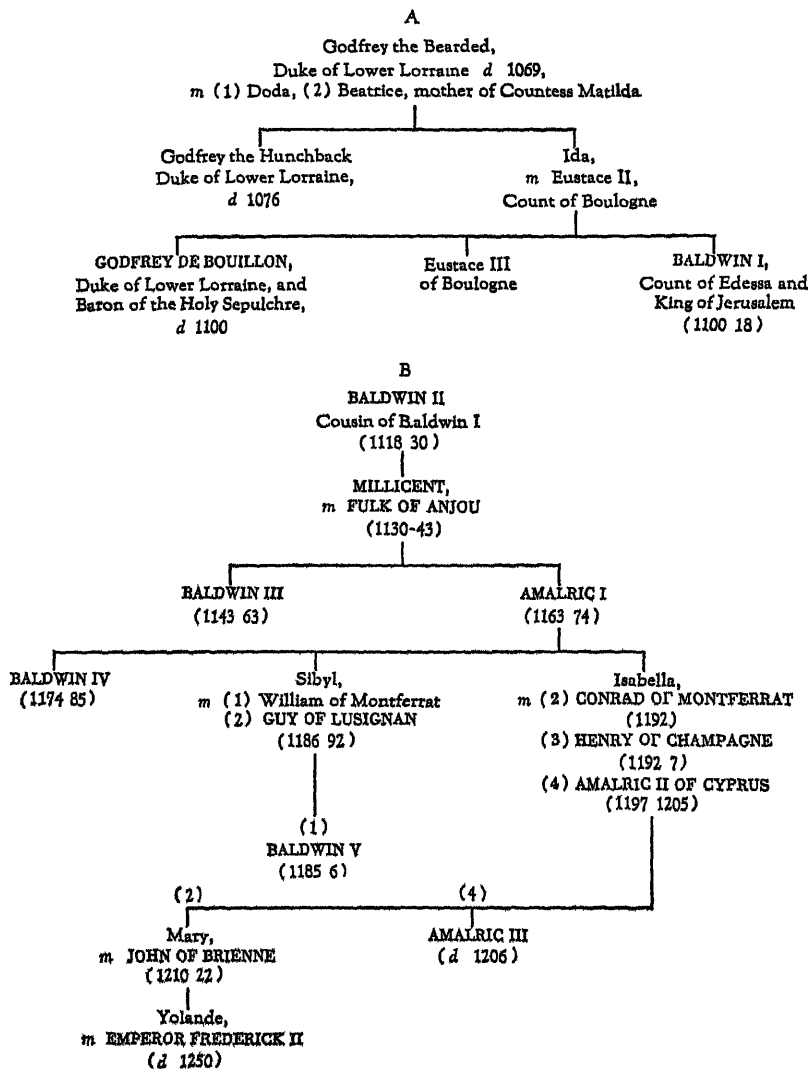 A
Godfrey the Bearded,
Duke of Lower Lorraine d 1069,
m (1) Doda, (2) Beatrice, mother of Countess Matilda
Godfrey the Hunchback
Duke of Lower Lorraine,
d 1076
Ida,
m Eustace II,
Count of Boulogne
GODFREY DE BOUILLON,
Duke of Lower Lorraine, and
Baron of the Holy Sepulchre,
d 1100
Eustace III
of Boulogne
BALDWIN I,
Count of Edessa and
King of Jerusalem
(1100 18)
B
BALDWIN II
Cousin of Baldwin I
(1118 30)
MILLICENT,
m FULK OF ANJOU
(1130-43)
BALDWIN III
(1143 63)
AMALRIC I
(1163 74)
BALDWIN IV
(1174 85)
Sibyl,
m (1) William of Montferrat
(2) GUY OF LUSIGNAN
(1186 92)
Isabella,
m (2) CONRAD OF MONTFERRAT
(1192)
(3) HENRY OF CHAMPAGNE
(1192 7)
(4) AMALRIC II OF CYPRUS
(1197 1205)
(1)
BALDWIN V
(1185 6)
(2)
Mary,
m JOHN OF BRIENNE
(1210 22)
(4)
AMALRIC III
(d 1206)
Yolande,
m EMPEROR FREDERICK II
(d 1250)